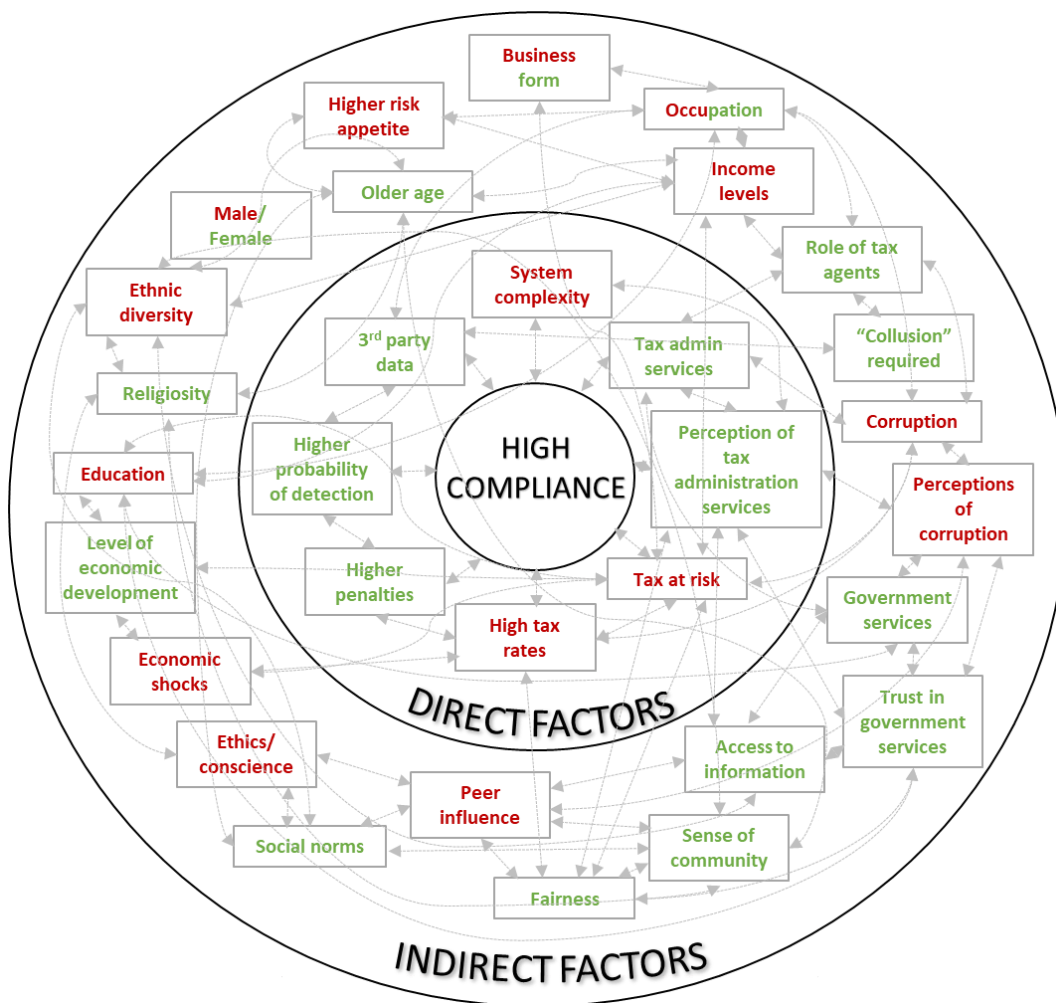 Business
form
Higher risk
appetite
Occupation
Income
levels
Older age
Male/
Female
Role of tax
agents
Ethnic
diversity
System
complexity
3rd party
data
Tax admin
services
“Collusion”
required
Religiosity
Corruption
Higher
probability
of detection
HIGH
COMPLIANCE
Perception of
tax
administration
services
Education
Perceptions
of
corruption
Level of
economic
development
Higher
penalties
Tax at risk
Government
services
High tax
rates
Economic
shocks
DIRECT FACTORS
Trust in
government
services
Ethics/
conscience
Access to
information
Peer
influence
Social norms
Sense of
community
Fairness
INDIRECT FACTORS